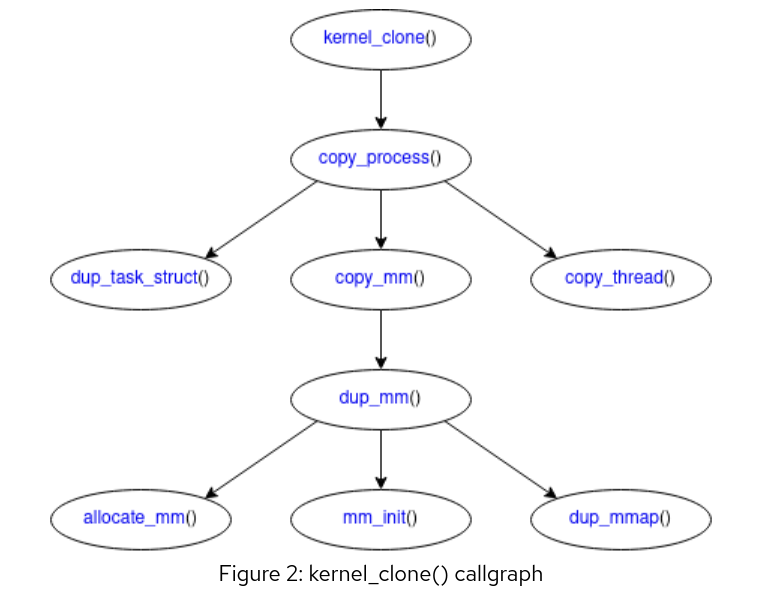 kernel_clone()
copy_process()
dup_task_struct()
copy_mm()
copy_thread()
dup_mm()
allocate_mm()
mm_init()
dup_mmap()
Figure 2: kernel_clone() callgraph